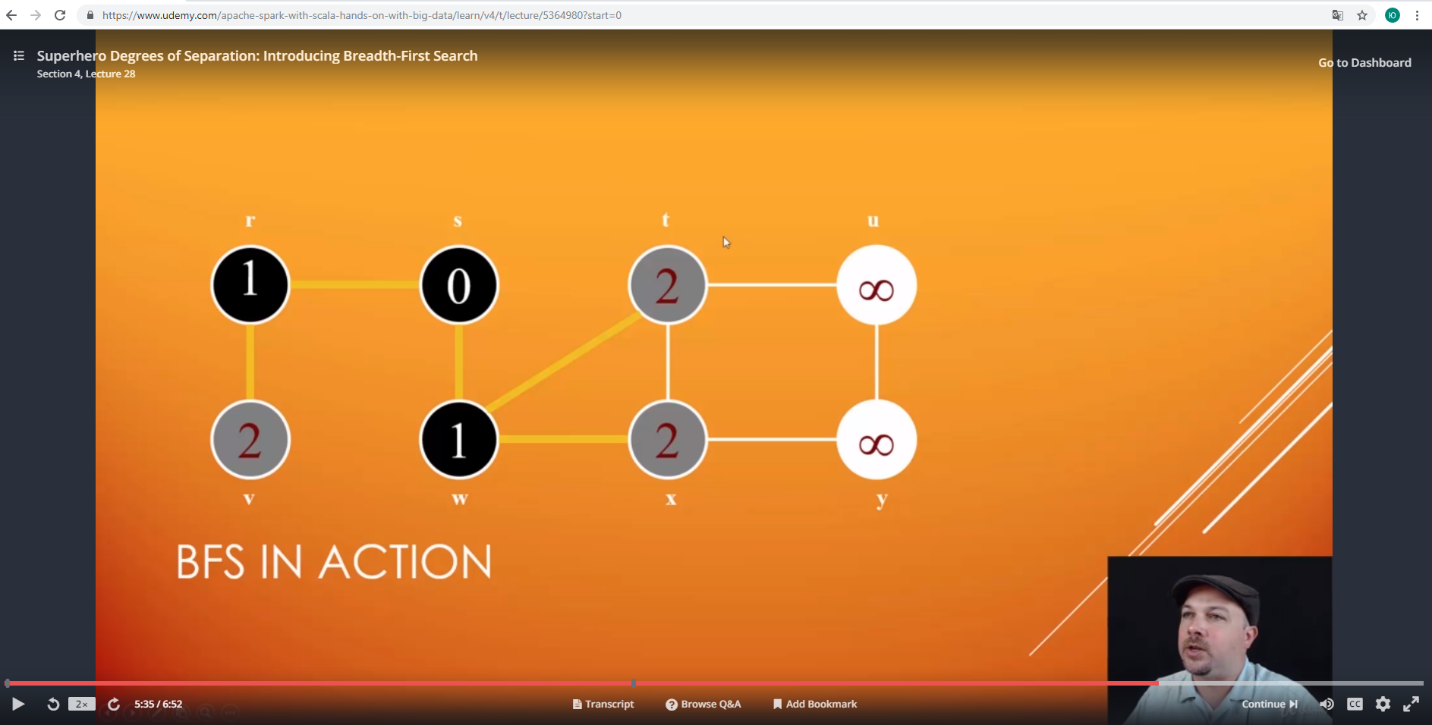 https://www.udemy.com/apache-spark-with-scala-hands-on-with-big-data/learn/v4/t/lecture/5364980?start=0
Ю
Superhero Degrees of Separation: Introducing Breadth-First Search
Section 4, Lecture 28
Go to Dashboard
r s t u
1 0 2 ∞
2 1 2 ∞
v w x y
BFS IN ACTION
2× 5:35 / 6:52 Transcript Browse Q&A Add Bookmark Continue CC